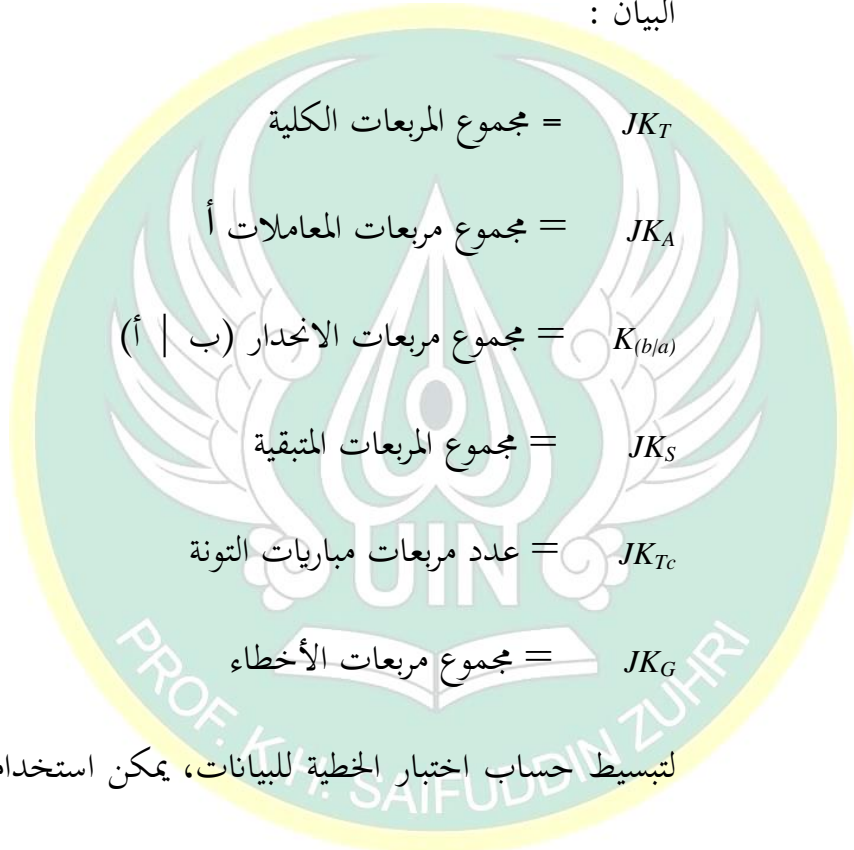 البيان :
JK_T = مجموع المربعات الكلية
JK_A = مجموع مربعات المعاملات أ
K_(b/a) = مجموع مربعات الانحدار (ب | أ)
JK_S = مجموع المربعات المتبقية
JK_Tc = عدد مربعات مباريات التونة
JK_G = مجموع مربعات الأخطاء
لتبسيط حساب اختبار الخطية للبيانات، يمكن استخدام
UIN
PROF. K.H. SAIFUDDIN ZUHRI